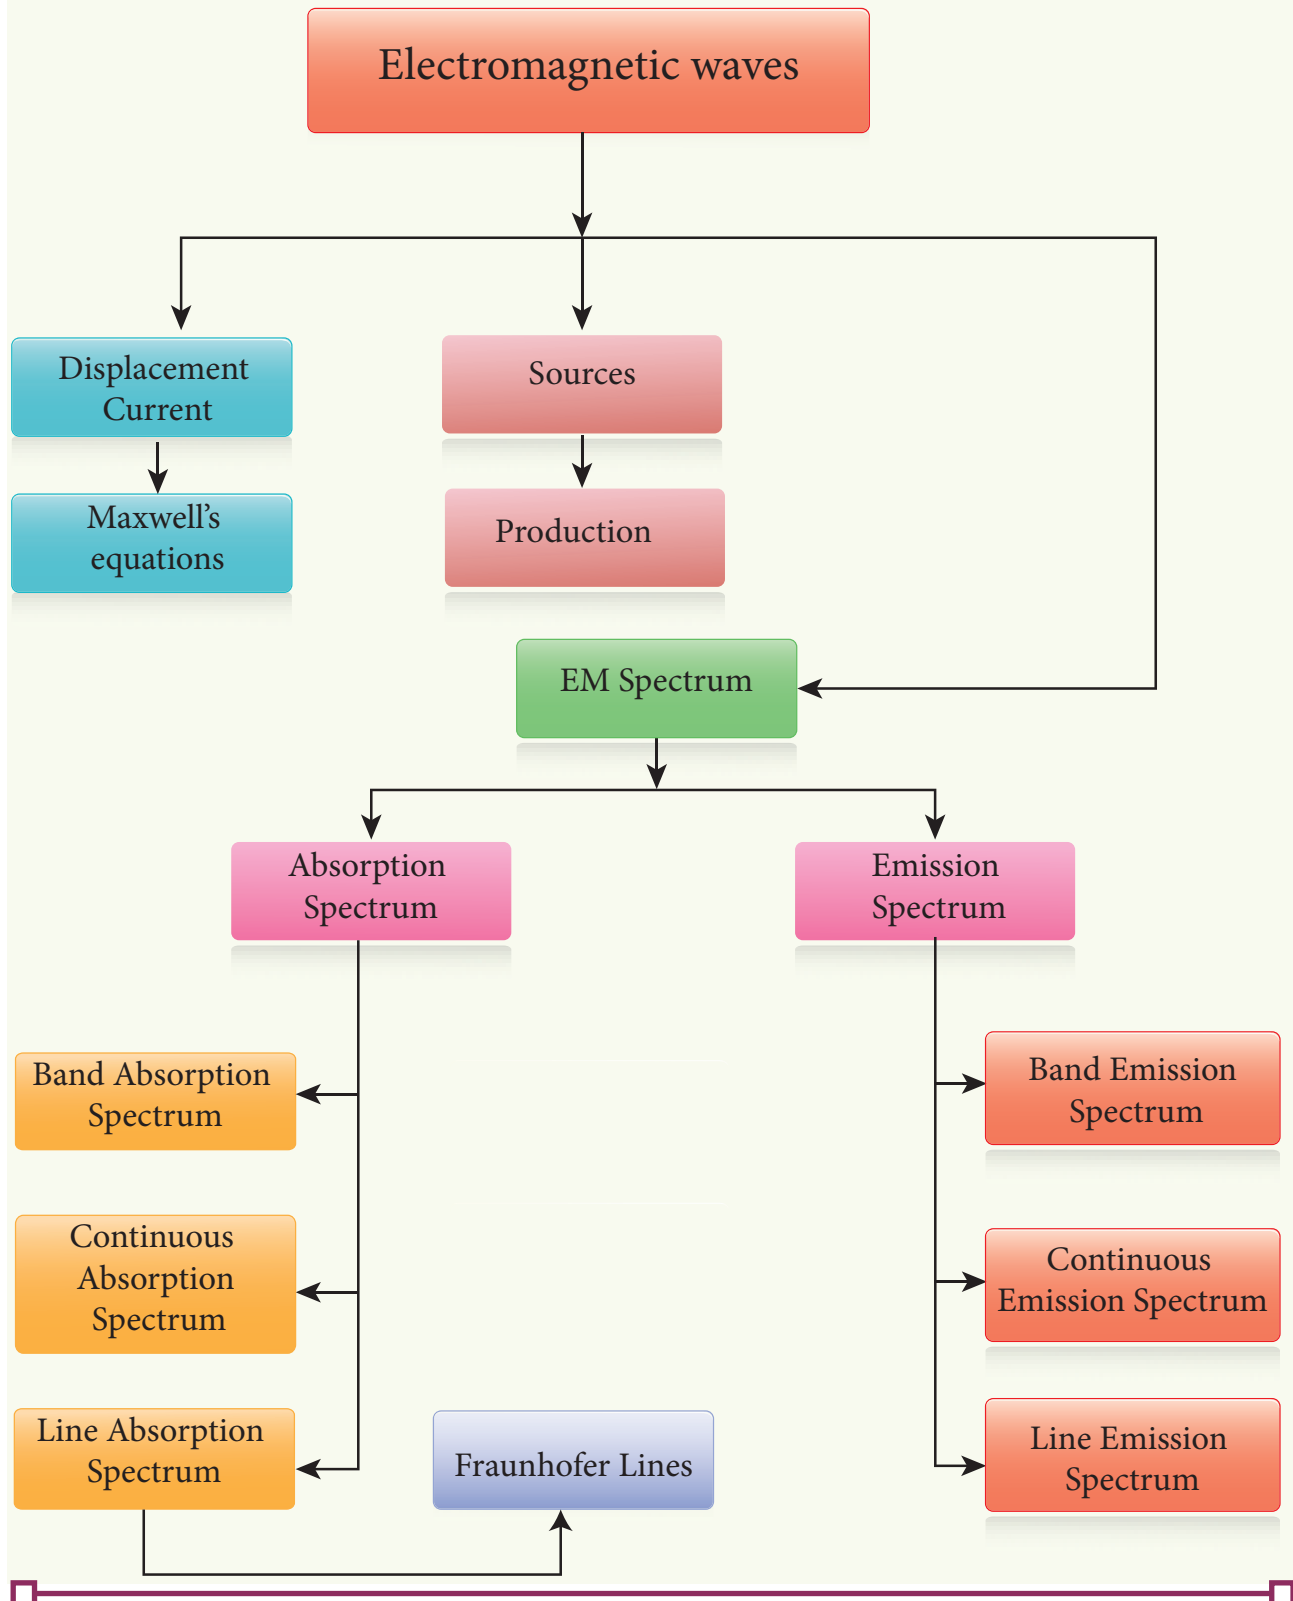 Electromagnetic waves
Displacement
Current
Sources
Maxwell's
equations
Production
EM Spectrum
Absorption
Spectrum
Emission
Spectrum
Band Absorption
Spectrum
Band Emission
Spectrum
Continuous
Absorption
Spectrum
Continuous
Emission Spectrum
Line Absorption
Spectrum
Fraunhofer Lines
Line Emission
Spectrum